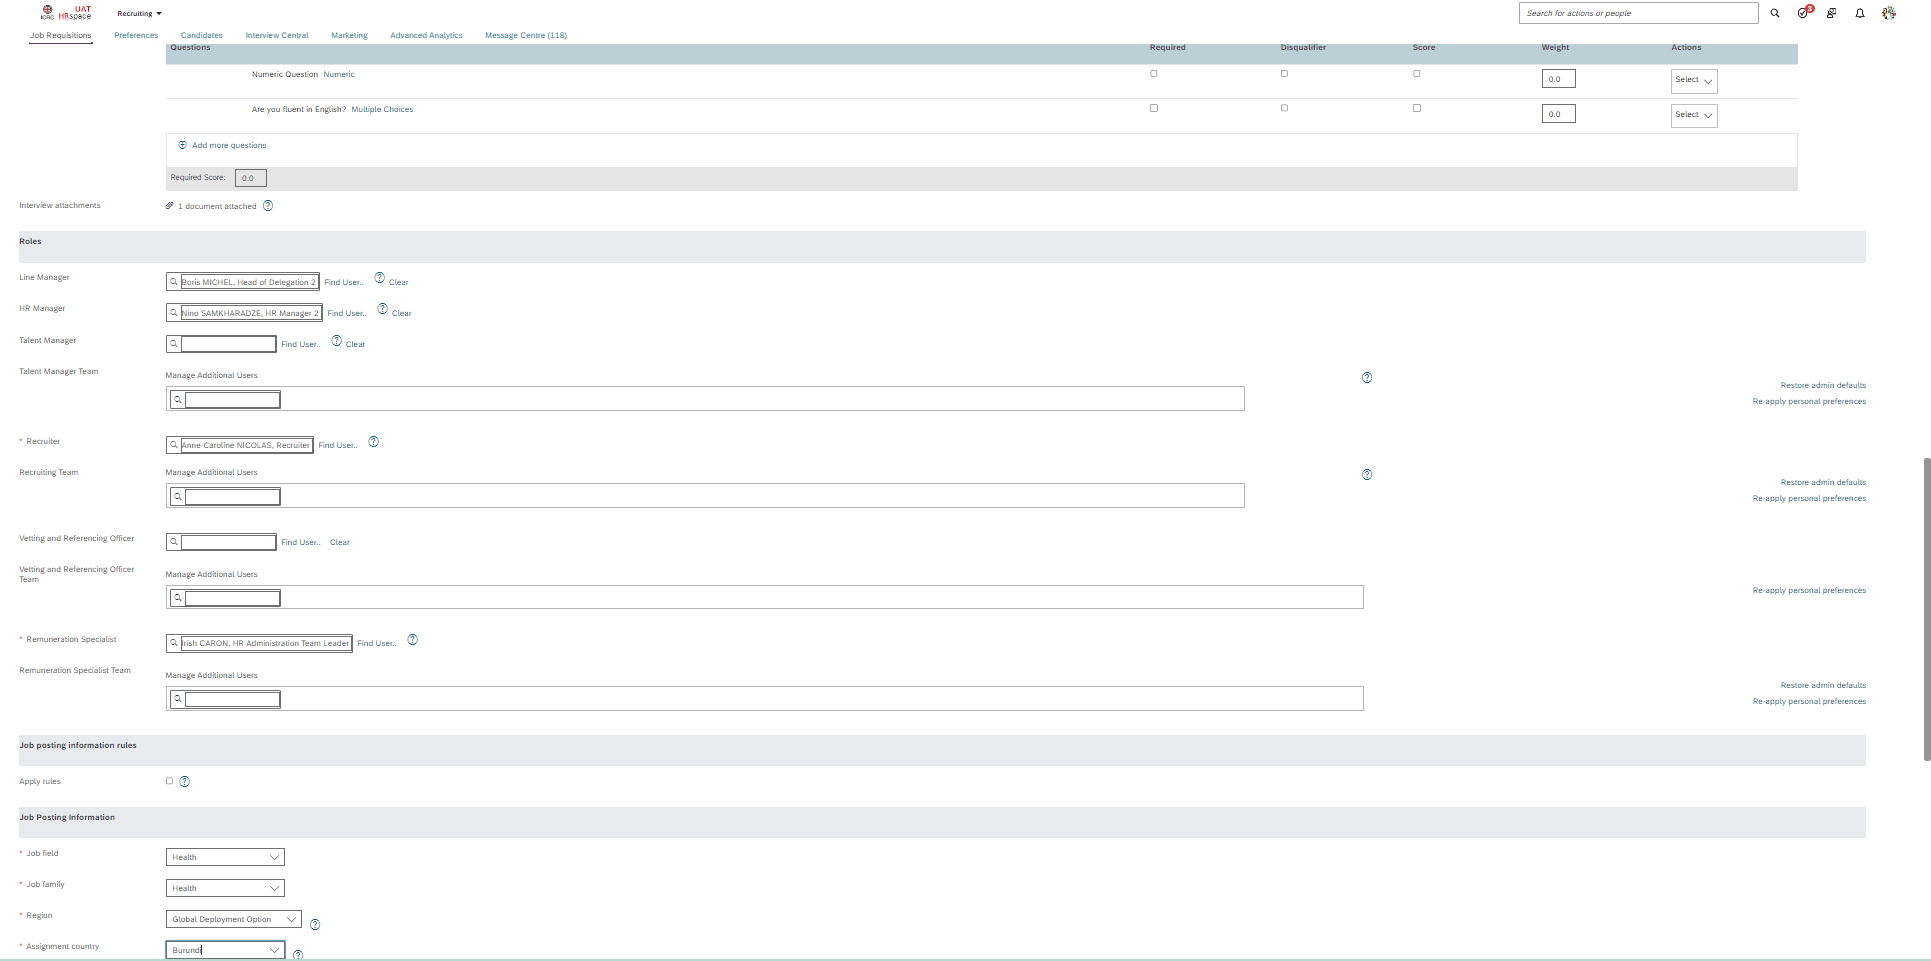 ICRC UAT HRspace Recruiting Search for actions or people 3
Job Requisitions Preferences Candidates Interview Central Marketing Advanced Analytics Message Centre (118)
Questions Required Disqualifier Score Weight Actions
Numeric Question Numeric 0.0 Select
Are you fluent in English? Multiple Choices 0.0 Select
Add more questions
Required Score: 0.0
Interview attachments 1 document attached ?
Roles
Line Manager Boris MICHEL, Head of Delegation 2 Find User.. ? Clear
HR Manager Nino SAMKHARADZE, HR Manager 2 Find User.. ? Clear
Talent Manager Find User.. ? Clear
Talent Manager Team Manage Additional Users ?
Restore admin defaults
Re-apply personal preferences
* Recruiter Anne-Caroline NICOLAS, Recruiter Find User.. ?
Recruiting Team Manage Additional Users ?
Restore admin defaults
Re-apply personal preferences
Vetting and Referencing Officer Find User.. Clear
Vetting and Referencing Officer
Team
Manage Additional Users
Re-apply personal preferences
* Remuneration Specialist Irish CARON, HR Administration Team Leader Find User.. ?
Remuneration Specialist Team Manage Additional Users
Restore admin defaults
Re-apply personal preferences
Job posting information rules
Apply rules ?
Job Posting Information
* Job field Health
* Job family Health
* Region Global Deployment Option ?
* Assignment country Burundi ?